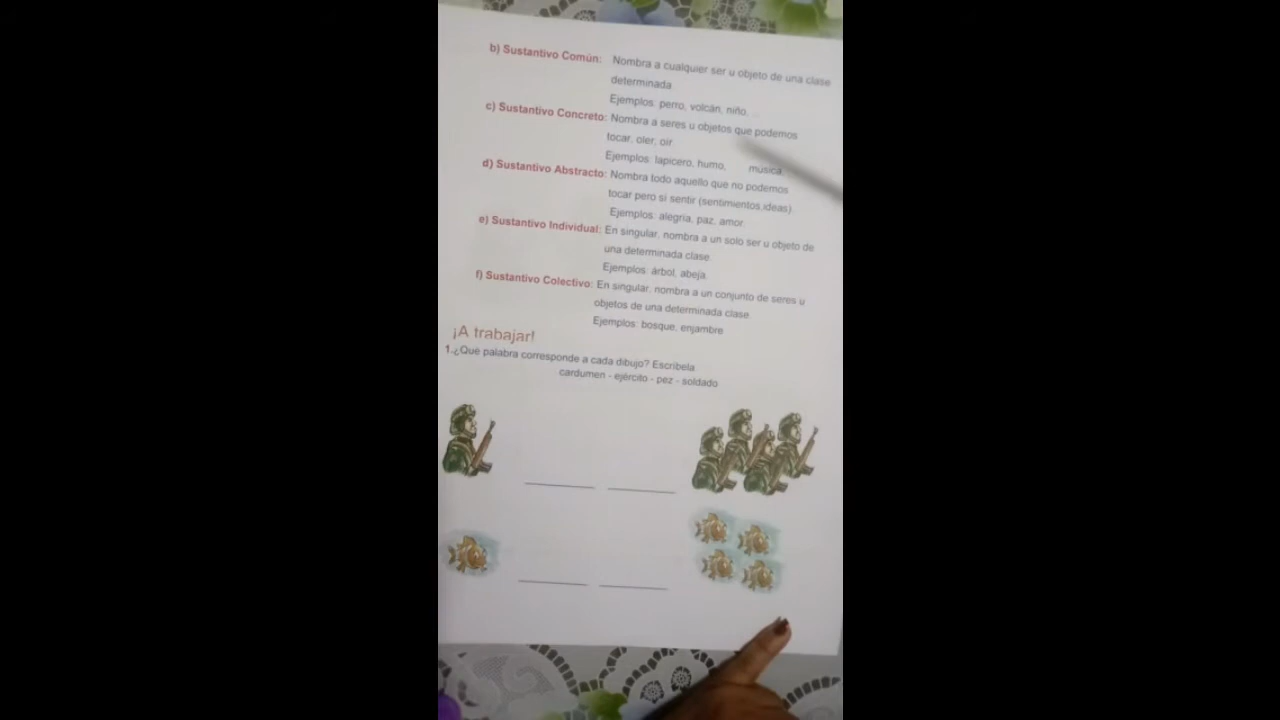 b) Sustantivo Común: Nombra a cualquier ser u objeto de una clase
determinada.
Ejemplos: perro, volcán, niño, ...
c) Sustantivo Concreto: Nombra a seres u objetos que podemos
tocar, oler, oír.
Ejemplos: lapicero, humo, música.
d) Sustantivo Abstracto: Nombra todo aquello que no podemos
tocar pero sí sentir (sentimientos,ideas).
Ejemplos: alegría, paz, amor.
e) Sustantivo Individual: En singular, nombra a un solo ser u objeto de
una determinada clase.
Ejemplos: árbol, abeja.
f) Sustantivo Colectivo: En singular, nombra a un conjunto de seres u
objetos de una determinada clase.
Ejemplos: bosque, enjambre
¡A trabajar!
1.¿Qué palabra corresponde a cada dibujo? Escríbela
cardumen - ejército - pez - soldado